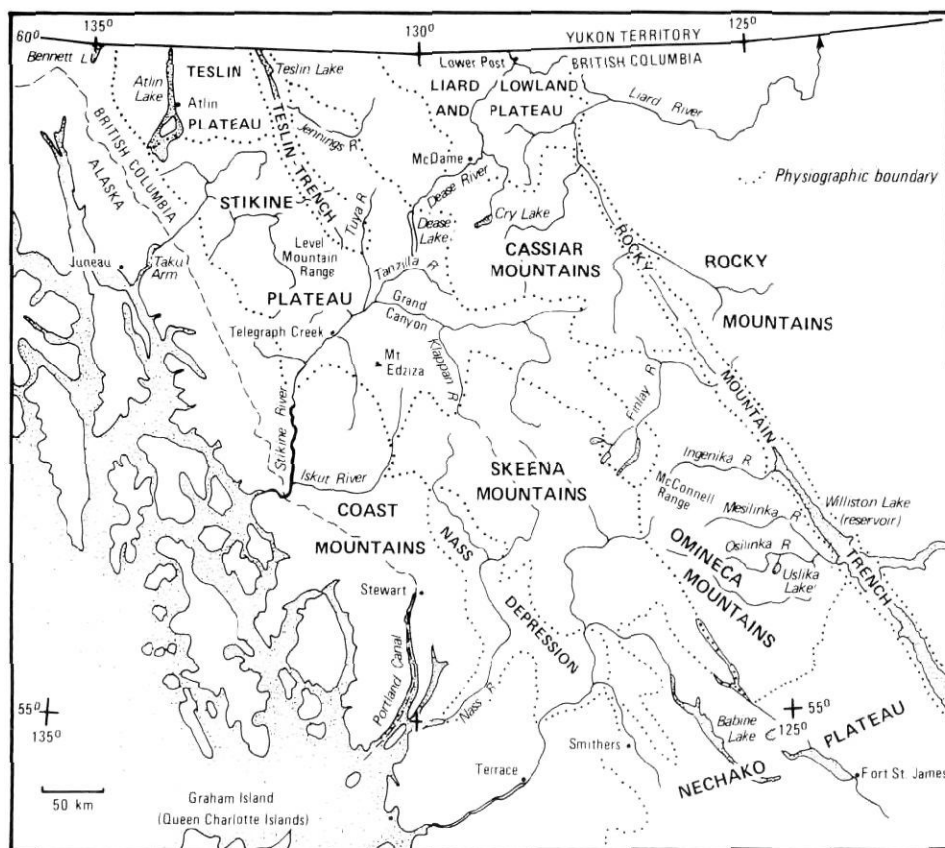 135°
130°
125°
60°
YUKON TERRITORY
BRITISH COLUMBIA
Bennett L
Lower Post
TESLIN
Teslin Lake
Atlin
Lake
Atlin
PLATEAU
LIARD LOWLAND
AND PLATEAU
Liard River
Jennings R
TESLIN TRENCH
BRITISH COLUMBIA
ALASKA
McDame
Dease River
Physiographic boundary
STIKINE
Tuya R
Dease
Lake
Cry Lake
Level
Mountain
Range
CASSIAR
MOUNTAINS
ROCKY
MOUNTAINS
Juneau
Taku
Arm
Tanzilla R
PLATEAU
Grand
Canyon
Telegraph Creek
Mt
Edziza
Klappan R
ROCKY
MOUNTAIN
TRENCH
Finlay R
Stikine River
Iskut River
SKEENA
MOUNTAINS
Ingenika R
McConnell
Range
Mesilinka R
Williston Lake
(reservoir)
COAST
MOUNTAINS
NASS
DEPRESSION
Osilinka R
Uslika
Lake
OMINECA
MOUNTAINS
Stewart
Portland Canal
Nass R
55°
135°
55°
125°
Babine
Lake
NECHAKO
PLATEAU
Smithers
Terrace
Fort St. James
50 km
Graham Island
(Queen Charlotte Islands)